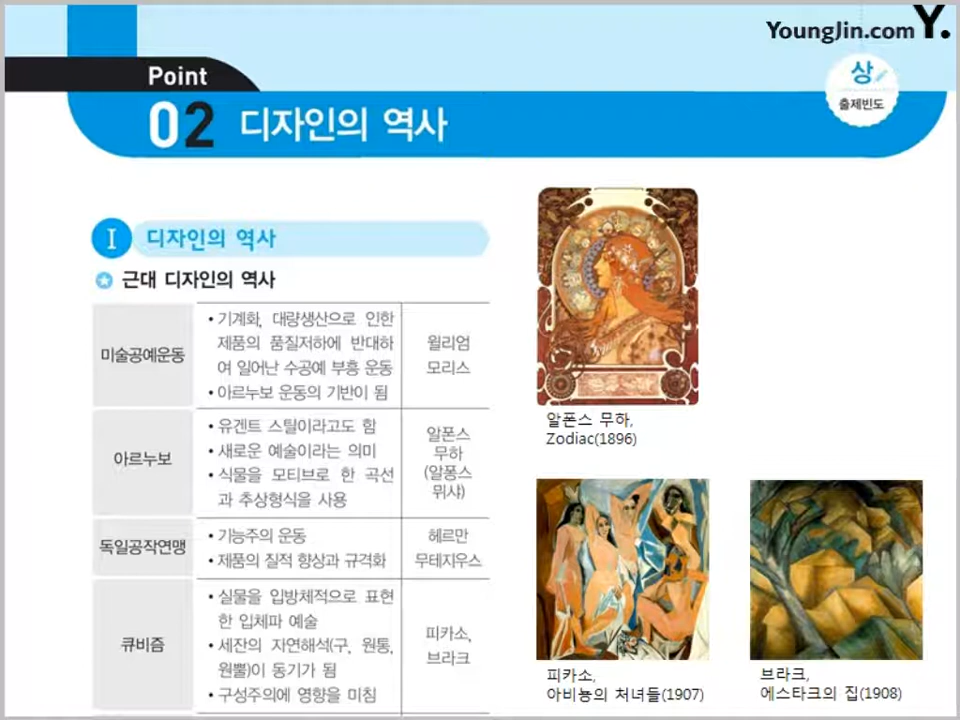 YoungJin.com Y.
Point
상
출제빈도
02 디자인의 역사
I 디자인의 역사
근대 디자인의 역사
미술공예운동
• 기계화, 대량생산으로 인한
제품의 품질저하에 반대하
여 일어난 수공예 부흥 운동
• 아르누보 운동의 기반이 됨
윌리엄
모리스
아르누보
• 유겐트 스틸이라고도 함
• 새로운 예술이라는 의미
• 식물을 모티브로 한 곡선
과 추상형식을 사용
알폰스
무하
(알퐁스
뮈샤)
독일공작연맹
• 기능주의 운동
• 제품의 질적 향상과 규격화
헤르만
무테지우스
큐비즘
• 실물을 입방체적으로 표현
한 입체파 예술
• 세잔의 자연해석(구, 원통,
원뿔)이 동기가 됨
• 구성주의에 영향을 미침
피카소,
브라크
알폰스 무하,
Zodiac(1896)
피카소,
아비뇽의 처녀들(1907)
브라크,
에스타크의 집(1908)